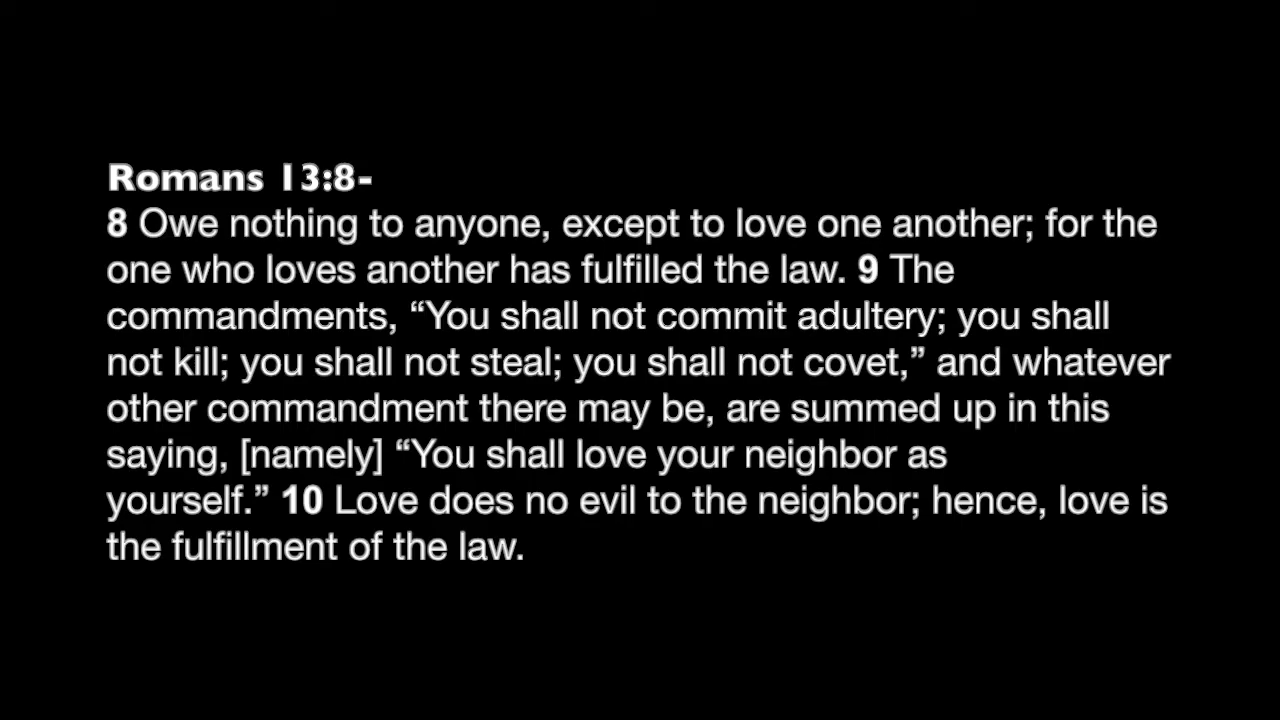 Romans 13:8-
8 Owe nothing to anyone, except to love one another; for the
one who loves another has fulfilled the law. 9 The
commandments, “You shall not commit adultery; you shall
not kill; you shall not steal; you shall not covet,” and whatever
other commandment there may be, are summed up in this
saying, [namely] “You shall love your neighbor as
yourself.” 10 Love does no evil to the neighbor; hence, love is
the fulfillment of the law.